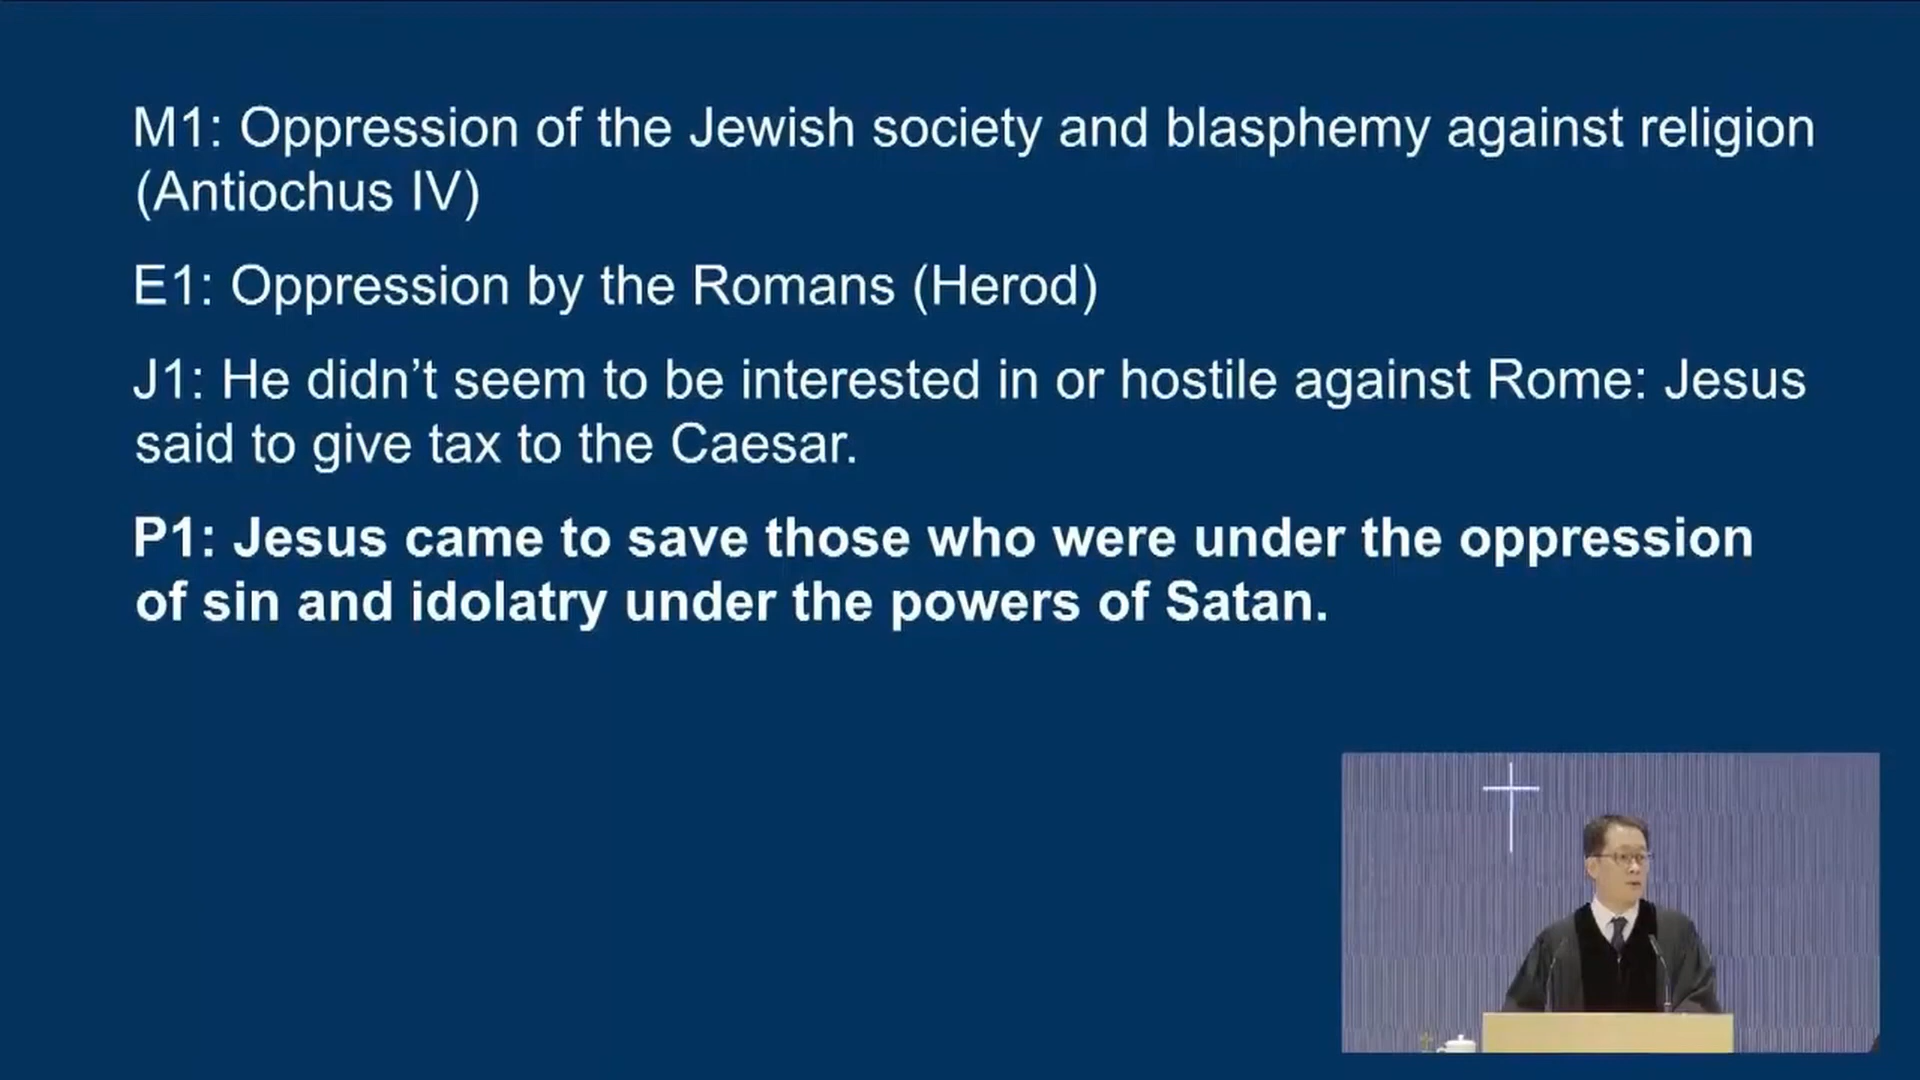 M1: Oppression of the Jewish society and blasphemy against religion
(Antiochus IV)
E1: Oppression by the Romans (Herod)
J1: He didn’t seem to be interested in or hostile against Rome: Jesus
said to give tax to the Caesar.
P1: Jesus came to save those who were under the oppression
of sin and idolatry under the powers of Satan.